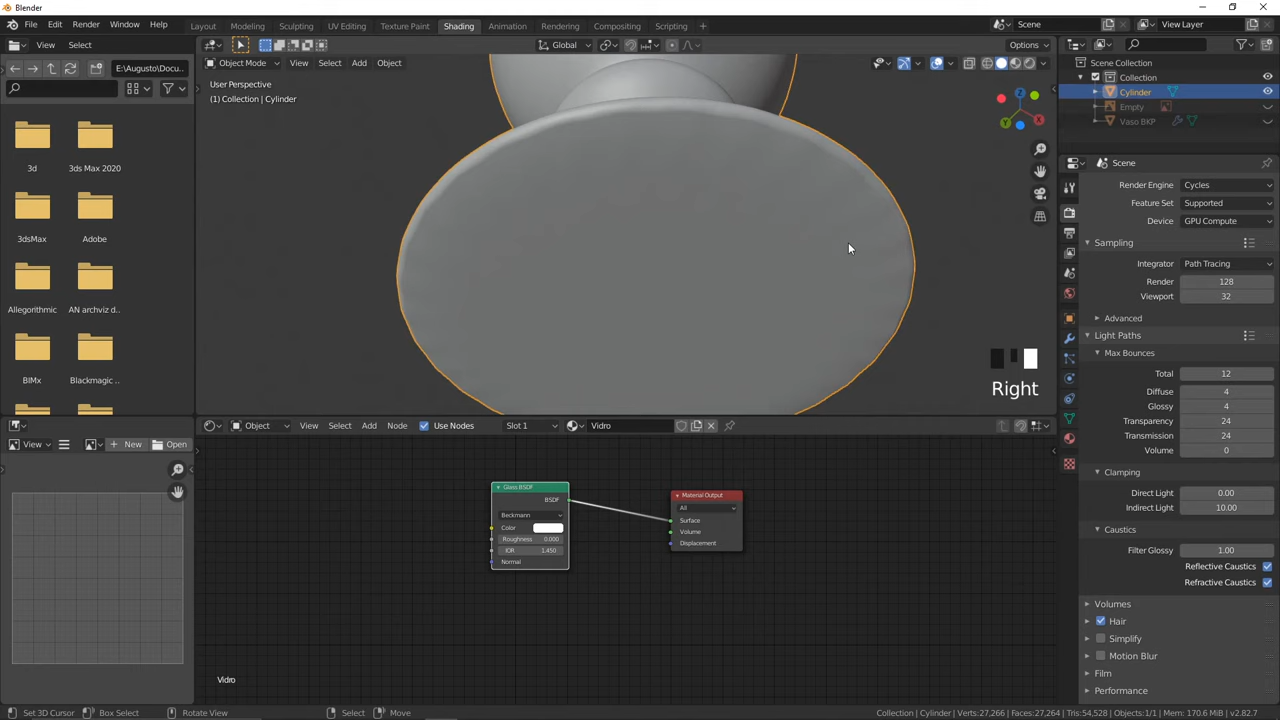 Blender
File Edit Render Window Help Layout Modeling Sculpting UV Editing Texture Paint Shading Animation Rendering Compositing Scripting + Scene View Layer
View Select Global Options
E:\Augusto\Docu... Object Mode View Select Add Object
User Perspective
(1) Collection | Cylinder
Scene Collection
Collection
Cylinder
Empty
Vaso BKP
3d 3ds Max 2020
3dsMax Adobe
Allegorithmic AN archviz d..
BIMx Blackmagic ..
Z
X
Y
Right
Scene
Render Engine Cycles
Feature Set Supported
Device GPU Compute
Sampling
Integrator Path Tracing
Render 128
Viewport 32
Advanced
Light Paths
Max Bounces
Total 12
Diffuse 4
Glossy 4
Transparency 24
Transmission 24
Volume 0
Clamping
Direct Light 0.00
Indirect Light 10.00
Caustics
Filter Glossy 1.00
Reflective Caustics
Refractive Caustics
Volumes
Hair
Simplify
Motion Blur
Film
Performance
View New Open
Object View Select Add Node Use Nodes Slot 1 Vidro
Glass BSDF
BSDF
Beckmann
Color
Roughness 0.000
IOR 1.450
Normal
Material Output
All
Surface
Volume
Displacement
Vidro
Set 3D Cursor Box Select Rotate View Select Move Collection | Cylinder | Verts:27,266 | Faces:27,264 | Tris:54,528 | Objects:1/1 | Mem: 170.6 MiB | v2.82.7